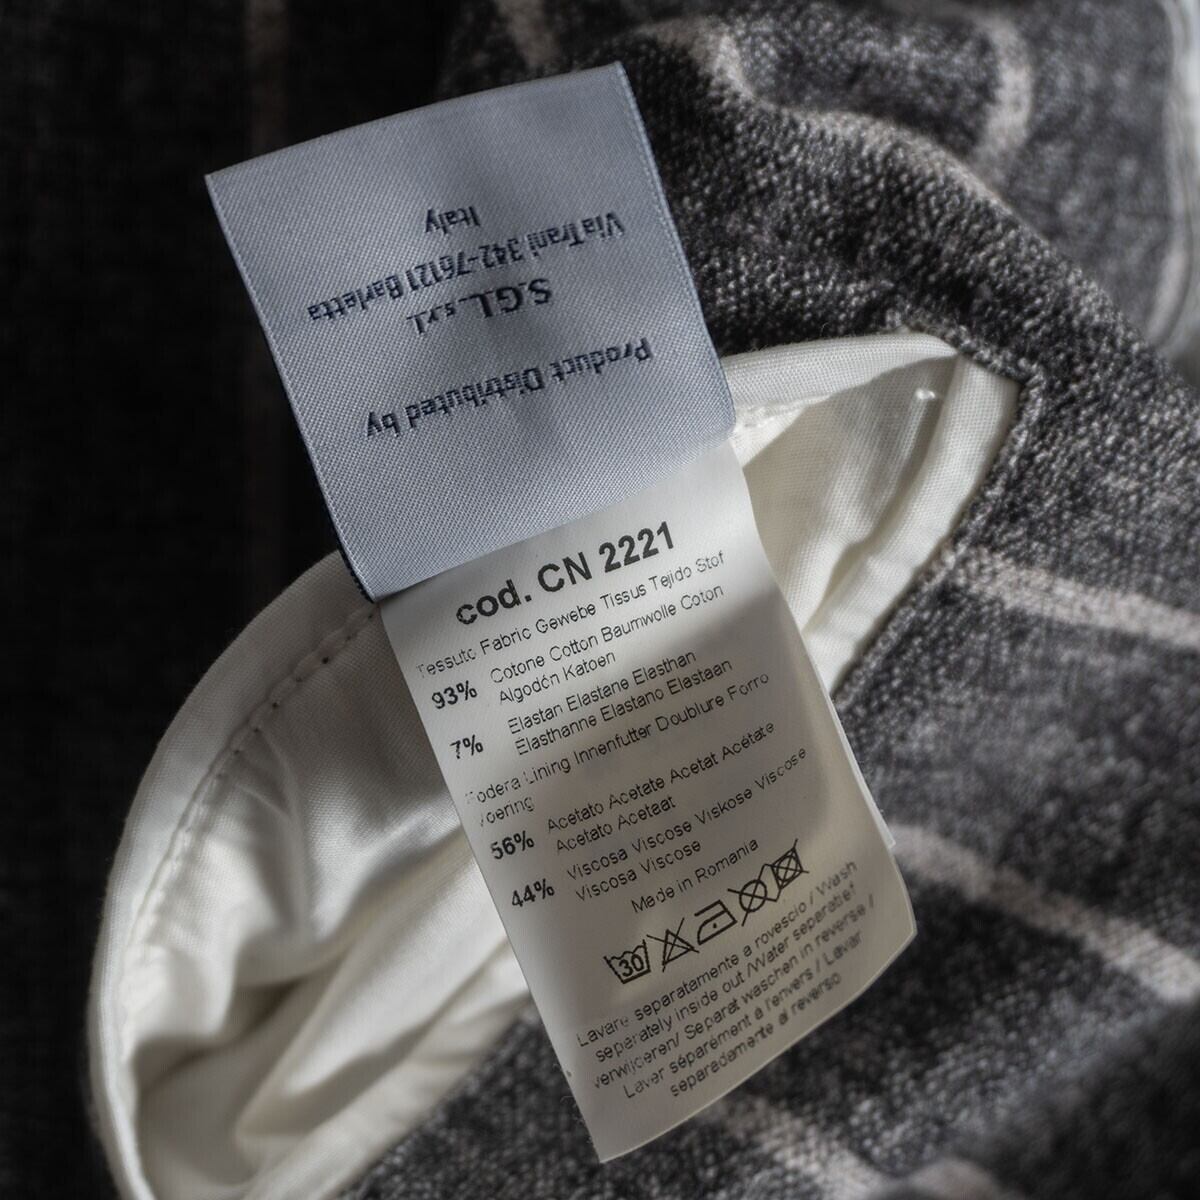 Product Distributed by
S.G.L. s.r.l.
Via Trani 342-76121 Barletta
Italy
cod. CN 2221
Tessuto Fabric Gewebe Tissus Tejido Stof
93% Cotone Cotton Baumwolle Coton
Algodón Katoen
7% Elastan Elastane Elasthan
Élasthanne Elastano Elastaan
Fodera Lining Innenfutter Doublure Forro
Voering
56% Acetato Acetate Acetat Acétate
Acetato Acetaat
44% Viscosa Viscose Viskose Viscose
Viscosa Viscose
Made in Romania
30
Lavare separatamente a rovescio / Wash
separately inside out /Water separatief
verwijderen/ Separat waschen in reverse /
Laver séparément à l'envers / Lavar
separadamente al reverso